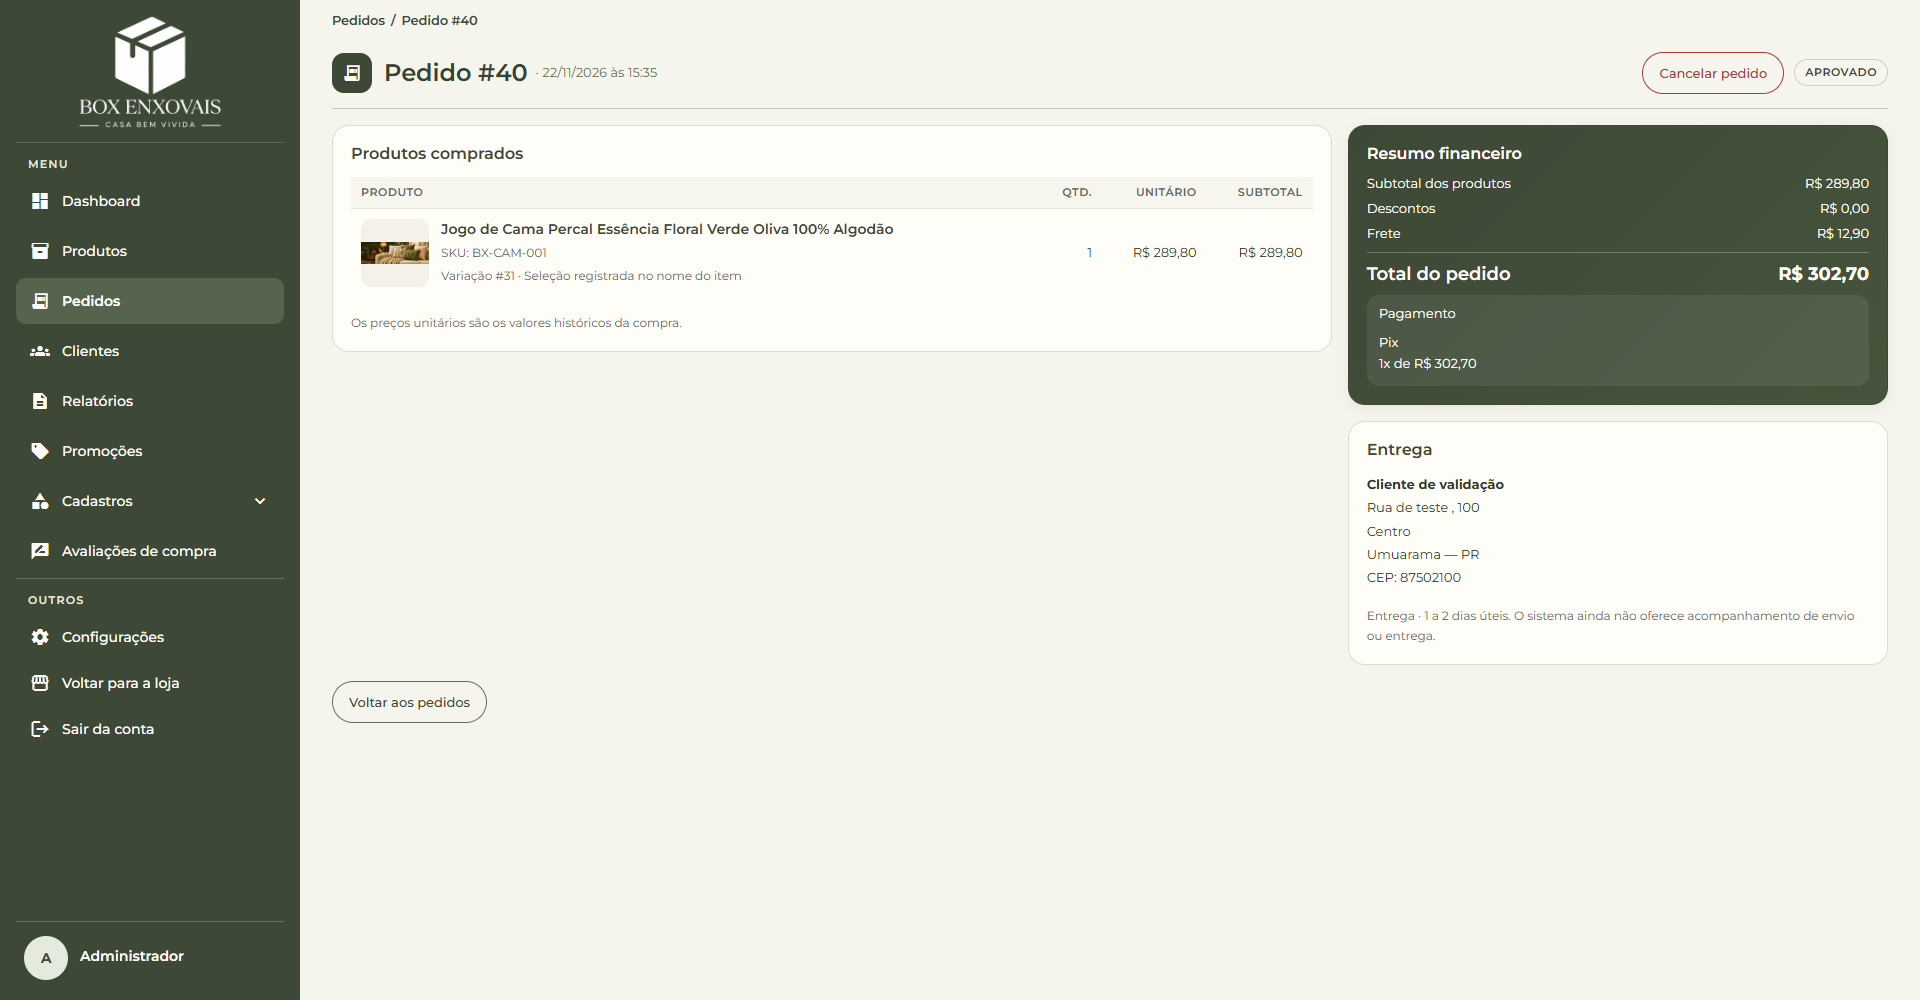 BOX ENXOVAIS
CASA BEM VIVIDA
MENU
Dashboard
Produtos
Pedidos
Clientes
Relatórios
Promoções
Cadastros
Avaliações de compra
OUTROS
Configurações
Voltar para a loja
Sair da conta
A Administrador
Pedidos / Pedido #40
Pedido #40 · 22/11/2026 às 15:35
Cancelar pedido APROVADO
Produtos comprados
PRODUTO QTD. UNITÁRIO SUBTOTAL
Jogo de Cama Percal Essência Floral Verde Oliva 100% Algodão
SKU: BX-CAM-001
1 R$ 289,80 R$ 289,80
Variação #31 · Seleção registrada no nome do item
Os preços unitários são os valores históricos da compra.
Resumo financeiro
Subtotal dos produtos R$ 289,80
Descontos R$ 0,00
Frete R$ 12,90
Total do pedido R$ 302,70
Pagamento
Pix
1x de R$ 302,70
Entrega
Cliente de validação
Rua de teste , 100
Centro
Umuarama — PR
CEP: 87502100
Entrega · 1 a 2 dias úteis. O sistema ainda não oferece acompanhamento de envio
ou entrega.
Voltar aos pedidos